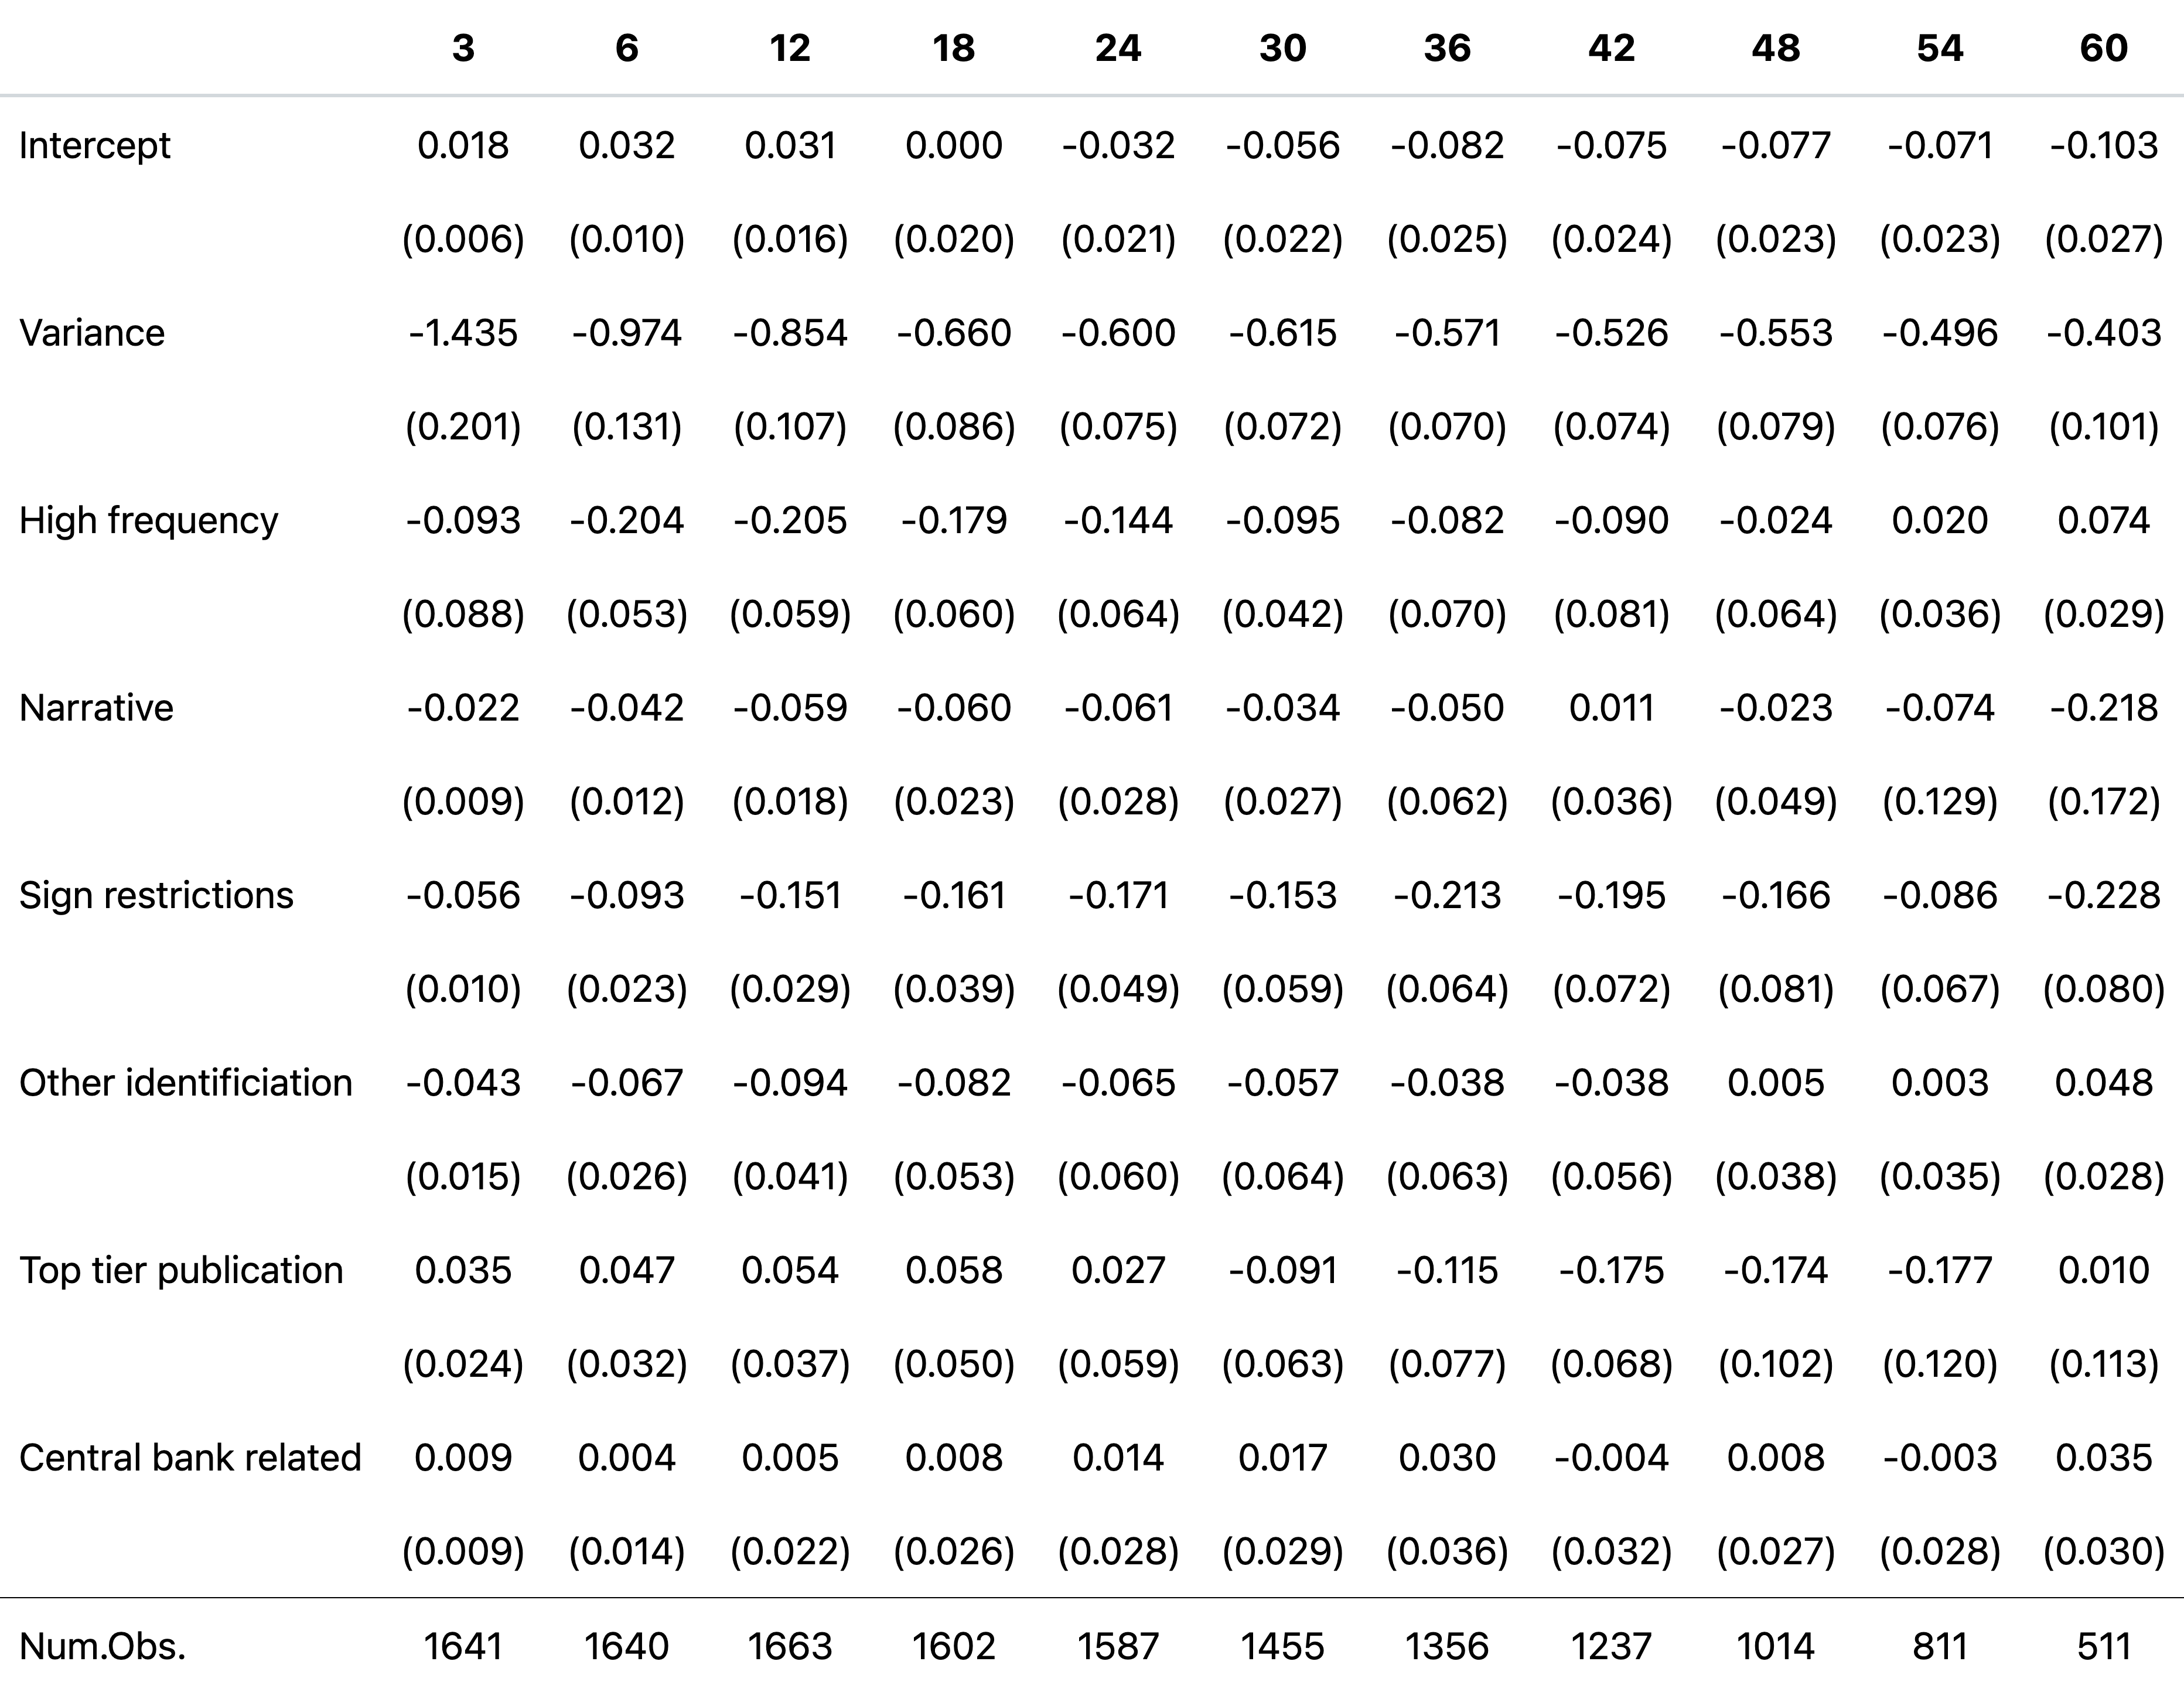 3 6 12 18 24 30 36 42 48 54 60
Intercept 0.018 0.032 0.031 0.000 -0.032 -0.056 -0.082 -0.075 -0.077 -0.071 -0.103
(0.006) (0.010) (0.016) (0.020) (0.021) (0.022) (0.025) (0.024) (0.023) (0.023) (0.027)
Variance -1.435 -0.974 -0.854 -0.660 -0.600 -0.615 -0.571 -0.526 -0.553 -0.496 -0.403
(0.201) (0.131) (0.107) (0.086) (0.075) (0.072) (0.070) (0.074) (0.079) (0.076) (0.101)
High frequency -0.093 -0.204 -0.205 -0.179 -0.144 -0.095 -0.082 -0.090 -0.024 0.020 0.074
(0.088) (0.053) (0.059) (0.060) (0.064) (0.042) (0.070) (0.081) (0.064) (0.036) (0.029)
Narrative -0.022 -0.042 -0.059 -0.060 -0.061 -0.034 -0.050 0.011 -0.023 -0.074 -0.218
(0.009) (0.012) (0.018) (0.023) (0.028) (0.027) (0.062) (0.036) (0.049) (0.129) (0.172)
Sign restrictions -0.056 -0.093 -0.151 -0.161 -0.171 -0.153 -0.213 -0.195 -0.166 -0.086 -0.228
(0.010) (0.023) (0.029) (0.039) (0.049) (0.059) (0.064) (0.072) (0.081) (0.067) (0.080)
Other identificiation -0.043 -0.067 -0.094 -0.082 -0.065 -0.057 -0.038 -0.038 0.005 0.003 0.048
(0.015) (0.026) (0.041) (0.053) (0.060) (0.064) (0.063) (0.056) (0.038) (0.035) (0.028)
Top tier publication 0.035 0.047 0.054 0.058 0.027 -0.091 -0.115 -0.175 -0.174 -0.177 0.010
(0.024) (0.032) (0.037) (0.050) (0.059) (0.063) (0.077) (0.068) (0.102) (0.120) (0.113)
Central bank related 0.009 0.004 0.005 0.008 0.014 0.017 0.030 -0.004 0.008 -0.003 0.035
(0.009) (0.014) (0.022) (0.026) (0.028) (0.029) (0.036) (0.032) (0.027) (0.028) (0.030)
Num.Obs. 1641 1640 1663 1602 1587 1455 1356 1237 1014 811 511